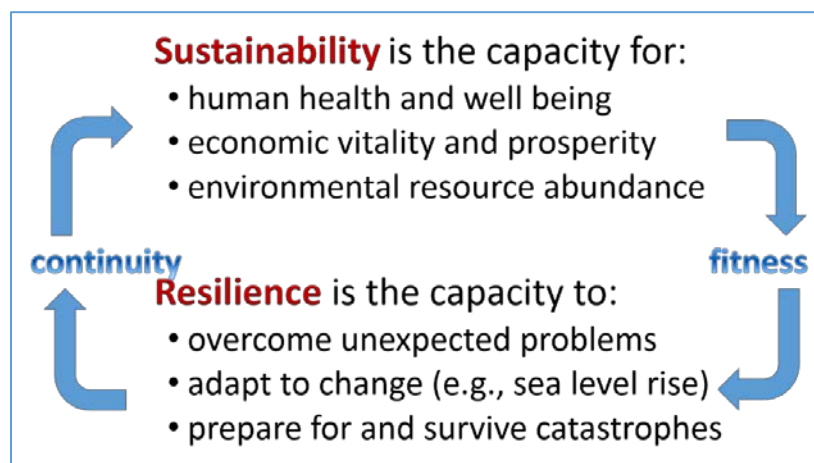 Sustainability is the capacity for:
• human health and well being
• economic vitality and prosperity
• environmental resource abundance
continuity
fitness
Resilience is the capacity to:
• overcome unexpected problems
• adapt to change (e.g., sea level rise)
• prepare for and survive catastrophes